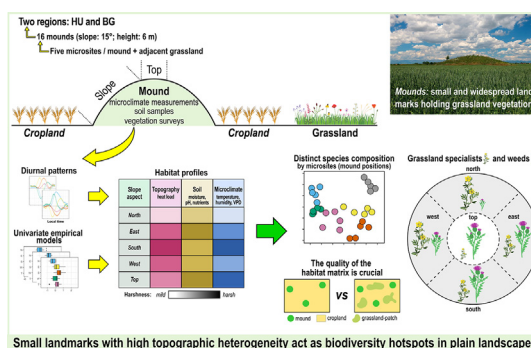 Two regions: HU and BG
16 mounds (slope: 15°; height: 6 m)
Five microsites / mound + adjacent grassland
Top
Slope
Mound
microclimate measurements
soil samples
vegetation surveys
Cropland
Cropland
Grassland
Mounds: small and widespread land
marks holding grassland vegetation
Diurnal patterns
Local time
Univariate empirical
models
Habitat profiles
Slope
aspect
Topography
heat load
Soil
moisture,
pH, nutrients
Microclimate
temperature,
humidity, VPD
North
East
South
West
Top
Harshness: mild harsh
Distinct species composition
by microsites (mound positions)
The quality of the
habitat matrix is crucial
VS
mound
cropland
grassland-patch
Grassland specialists and weeds
north
west
top
east
south
Small landmarks with high topographic heterogeneity act as biodiversity hotspots in plain landscape